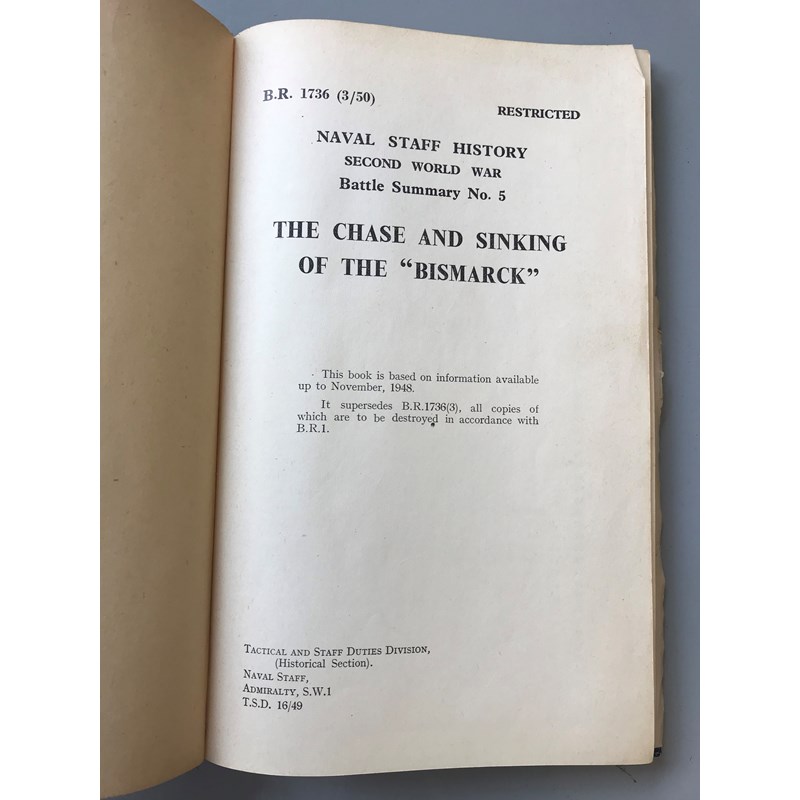 B.R. 1736 (3/50)
RESTRICTED
NAVAL STAFF HISTORY
SECOND WORLD WAR
Battle Summary No. 5
THE CHASE AND SINKING
OF THE “BISMARCK”
This book is based on information available
up to November, 1948.
It supersedes B.R.1736(3), all copies of
which are to be destroyed in accordance with
B.R.1.
TACTICAL AND STAFF DUTIES DIVISION,
(Historical Section).
NAVAL STAFF,
ADMIRALTY, S.W.1
T.S.D. 16/49